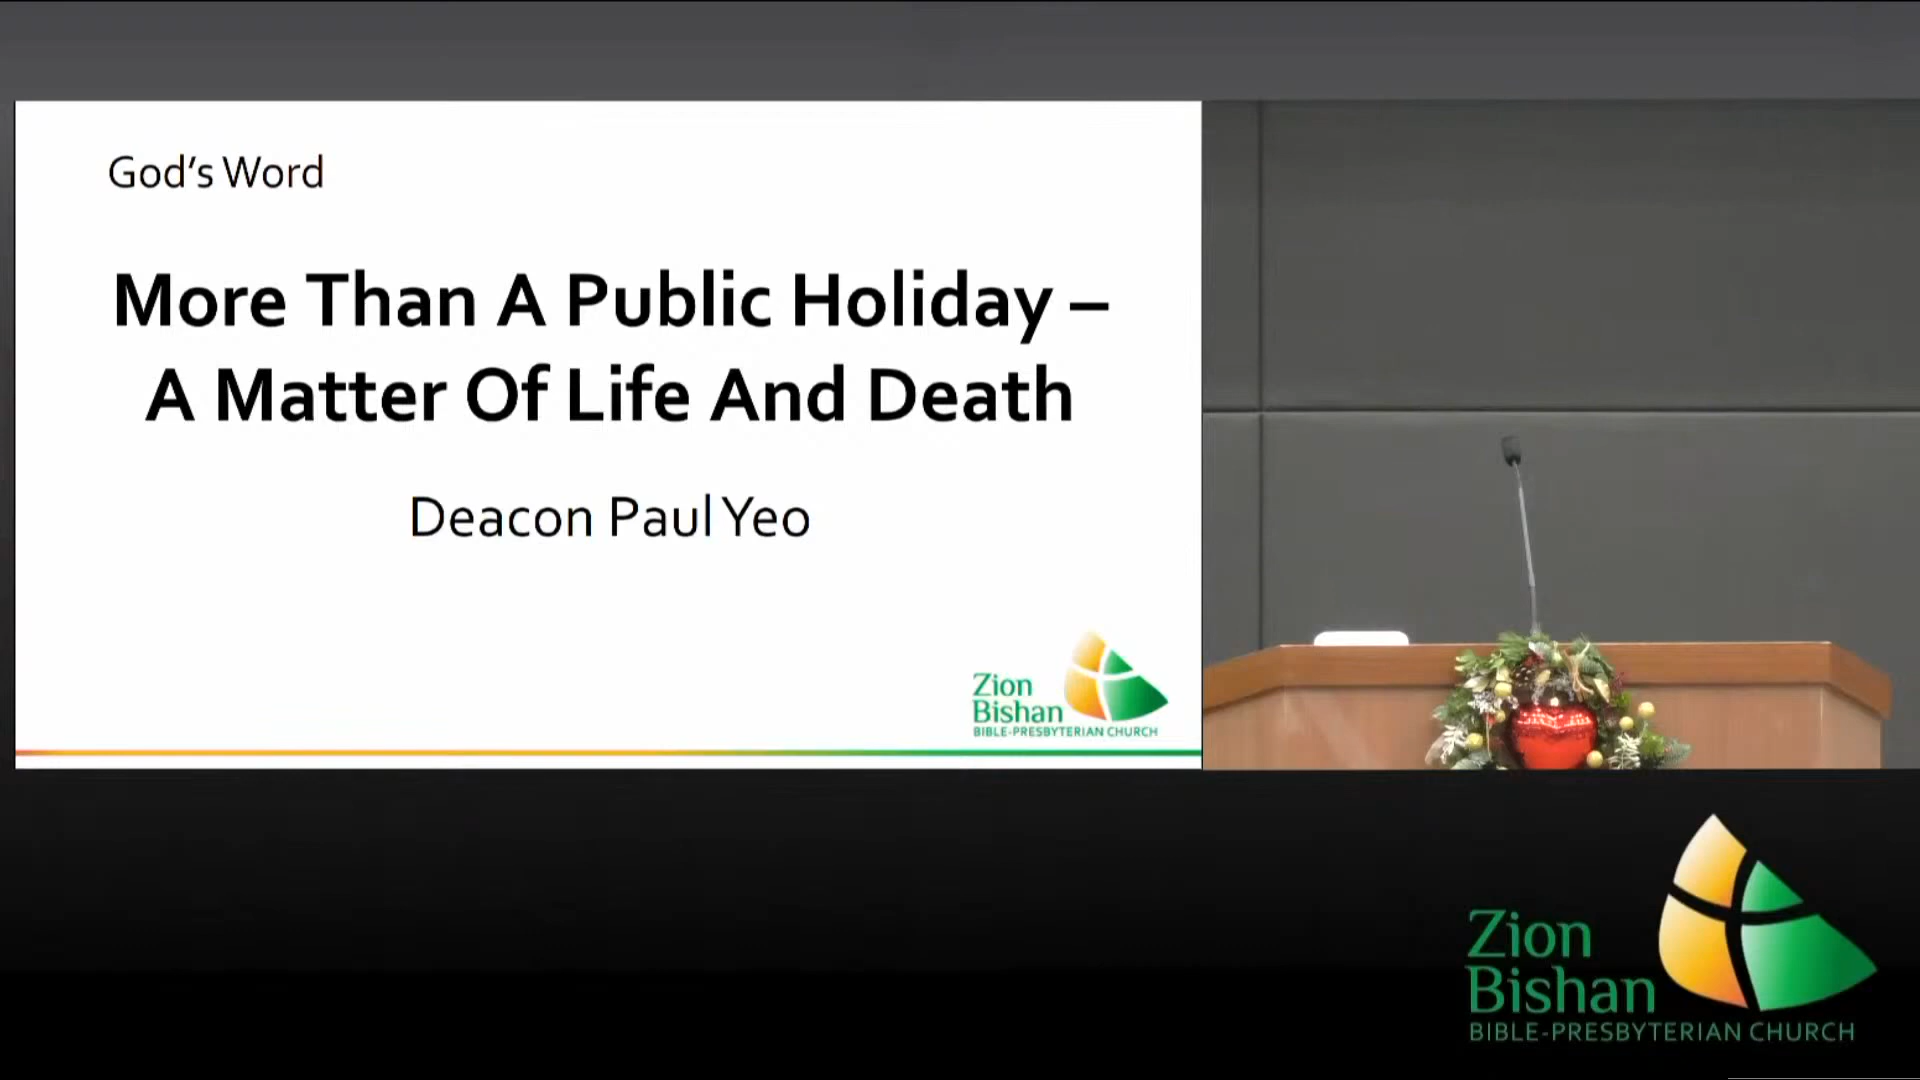 God's Word
More Than A Public Holiday –
A Matter Of Life And Death
Deacon Paul Yeo
Zion
Bishan
BIBLE-PRESBYTERIAN CHURCH
Zion
Bishan
BIBLE-PRESBYTERIAN CHURCH